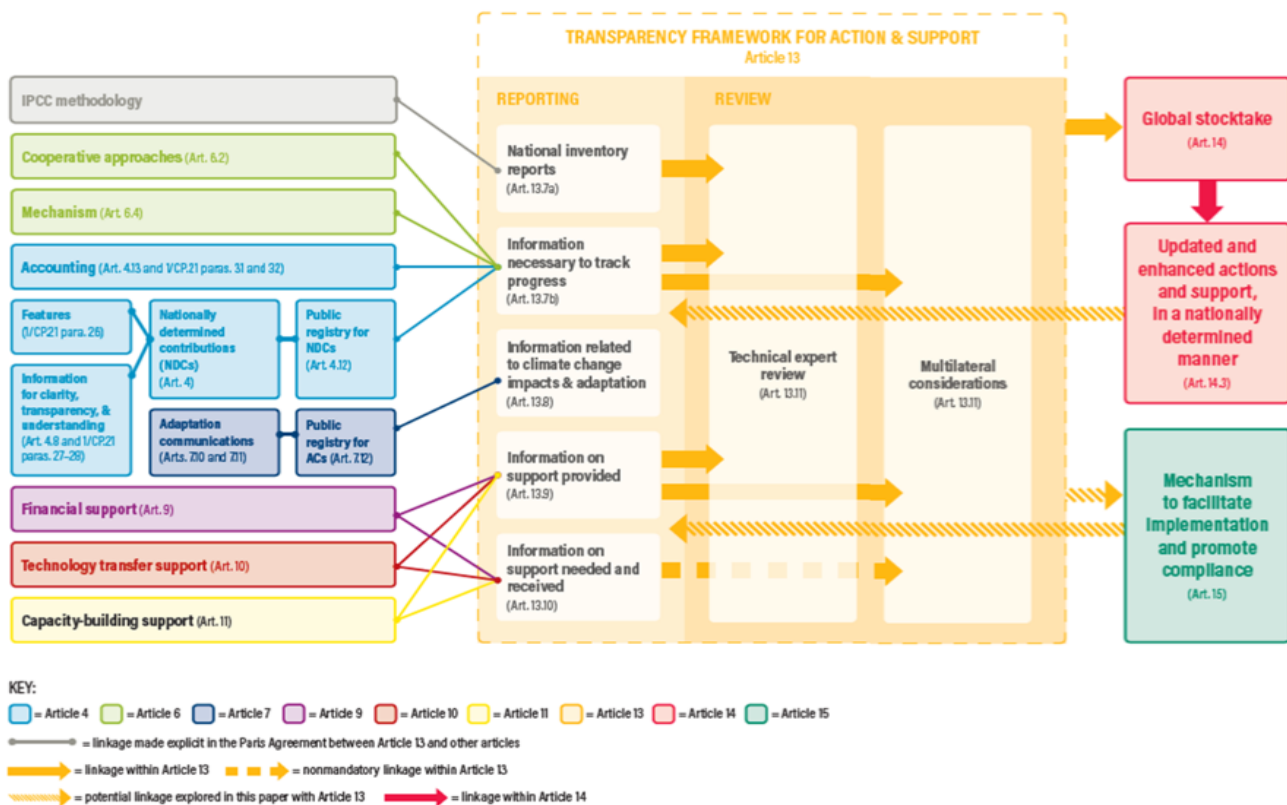 TRANSPARENCY FRAMEWORK FOR ACTION & SUPPORT
Article 13
IPCC methodology
Cooperative approaches (Art. 6.2)
Mechanism (Art. 6.4)
Accounting (Art. 4.13 and 1/CP.21 paras. 31 and 32)
Features
(1/CP.21 para. 26)
Information
for clarity,
transparency, &
understanding
(Art. 4.8 and 1/CP.21
paras. 27–28)
Nationally
determined
contributions
(NDCs)
(Art. 4)
Public
registry for
NDCs
(Art. 4.12)
Adaptation
communications
(Arts. 7.10 and 7.11)
Public
registry for
ACs (Art. 7.12)
Financial support (Art. 9)
Technology transfer support (Art. 10)
Capacity-building support (Art. 11)
REPORTING
National inventory
reports
(Art. 13.7a)
Information
necessary to track
progress
(Art. 13.7b)
Information related
to climate change
impacts & adaptation
(Art. 13.8)
Information on
support provided
(Art. 13.9)
Information on
support needed and
received
(Art. 13.10)
REVIEW
Technical expert
review
(Art. 13.11)
Multilateral
considerations
(Art. 13.11)
Global stocktake
(Art. 14)
Updated and
enhanced actions
and support,
in a nationally
determined
manner
(Art. 14.3)
Mechanism
to facilitate
implementation
and promote
compliance
(Art. 15)
KEY:
= Article 4 = Article 6 = Article 7 = Article 9 = Article 10 = Article 11 = Article 13 = Article 14 = Article 15
= linkage made explicit in the Paris Agreement between Article 13 and other articles
= linkage within Article 13 = nonmandatory linkage within Article 13
= potential linkage explored in this paper with Article 13 = linkage within Article 14